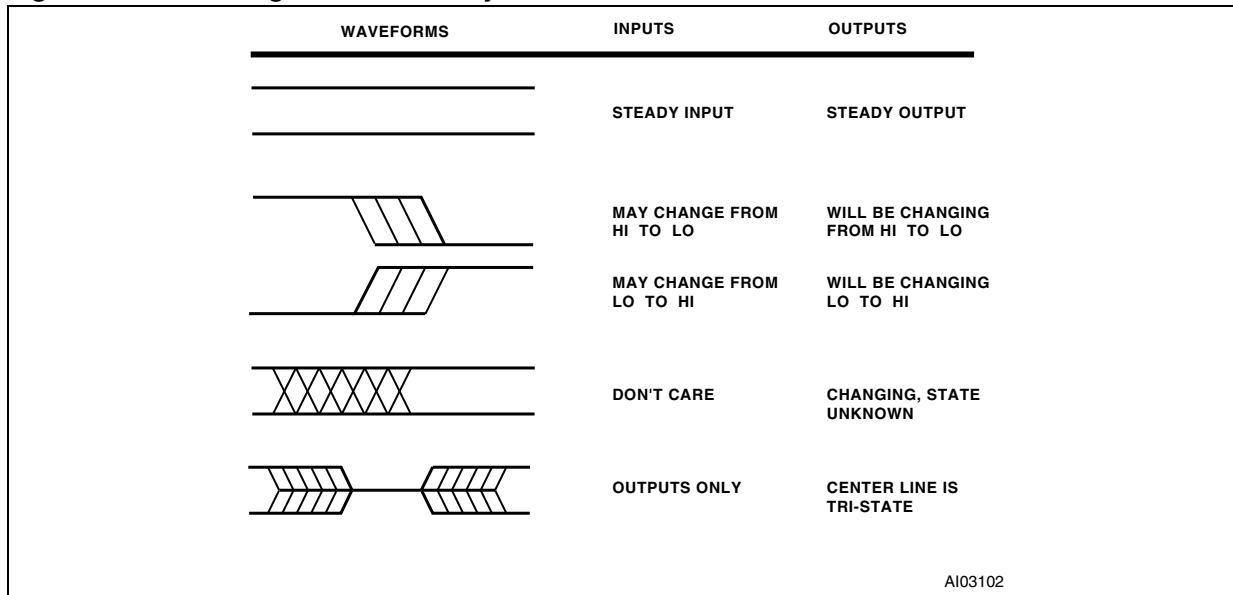 WAVEFORMS INPUTS OUTPUTS
STEADY INPUT STEADY OUTPUT
MAY CHANGE FROM HI TO LO WILL BE CHANGING FROM HI TO LO
MAY CHANGE FROM LO TO HI WILL BE CHANGING LO TO HI
DON'T CARE CHANGING, STATE UNKNOWN
OUTPUTS ONLY CENTER LINE IS TRI-STATE
AI03102